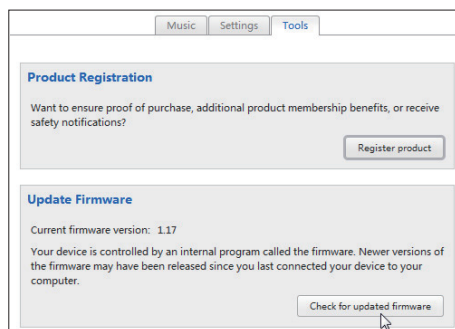 Music Settings Tools
Product Registration
Want to ensure proof of purchase, additional product membership benefits, or receive
safety notifications?
Register product
Update Firmware
Current firmware version: 1.17
Your device is controlled by an internal program called the firmware. Newer versions of
the firmware may have been released since you last connected your device to your
computer.
Check for updated firmware